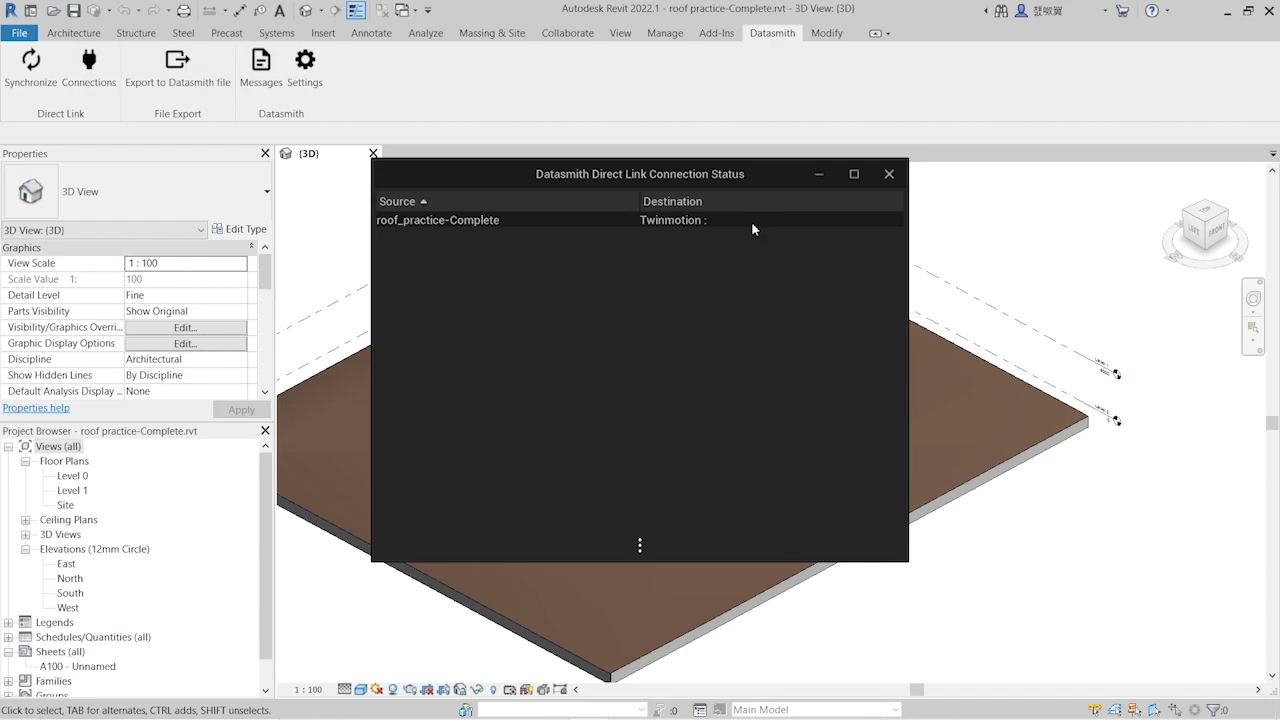 Autodesk Revit 2022.1 - roof practice-Complete.rvt - 3D View: {3D}
File Architecture Structure Steel Precast Systems Insert Annotate Analyze Massing & Site Collaborate View Manage Add-Ins Datasmith Modify
Synchronize Connections Export to Datasmith file Messages Settings
Direct Link File Export Datasmith
Properties
{3D}
3D View
3D View: {3D} Edit Type
Graphics
View Scale 1 : 100
Scale Value 1: 100
Detail Level Fine
Parts Visibility Show Original
Visibility/Graphics Overri... Edit...
Graphic Display Options Edit...
Discipline Architectural
Show Hidden Lines By Discipline
Default Analysis Display ... None
Properties help Apply
Project Browser - roof practice-Complete.rvt
Views (all)
Floor Plans
Level 0
Level 1
Site
Ceiling Plans
3D Views
Elevations (12mm Circle)
East
North
South
West
Legends
Schedules/Quantities (all)
Sheets (all)
A100 - Unnamed
Families
Groups
Datasmith Direct Link Connection Status
Source Destination
roof_practice-Complete Twinmotion :
TOP
LEFT FRONT
1 : 100
Click to select, TAB for alternates, CTRL adds, SHIFT unselects.
:0
Main Model
:0